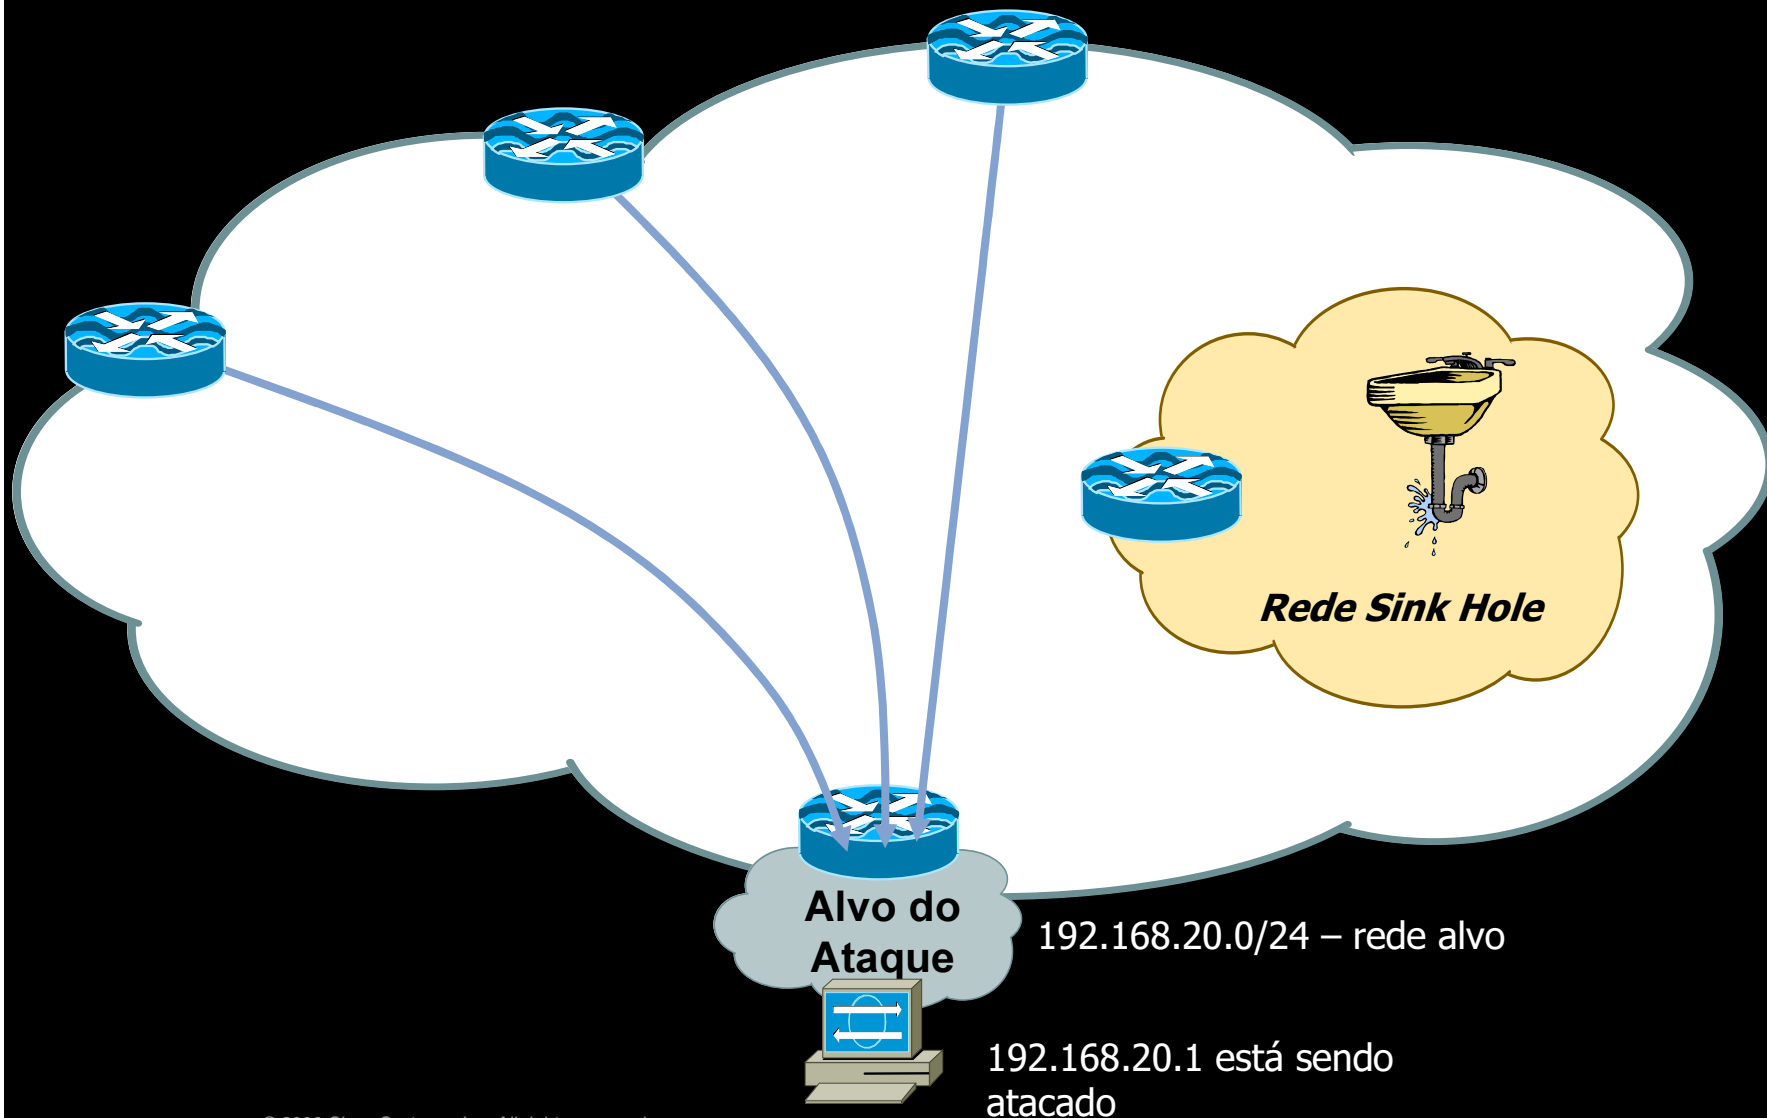 Rede Sink Hole
Alvo do
Ataque
192.168.20.0/24 – rede alvo
192.168.20.1 está sendo
atacado